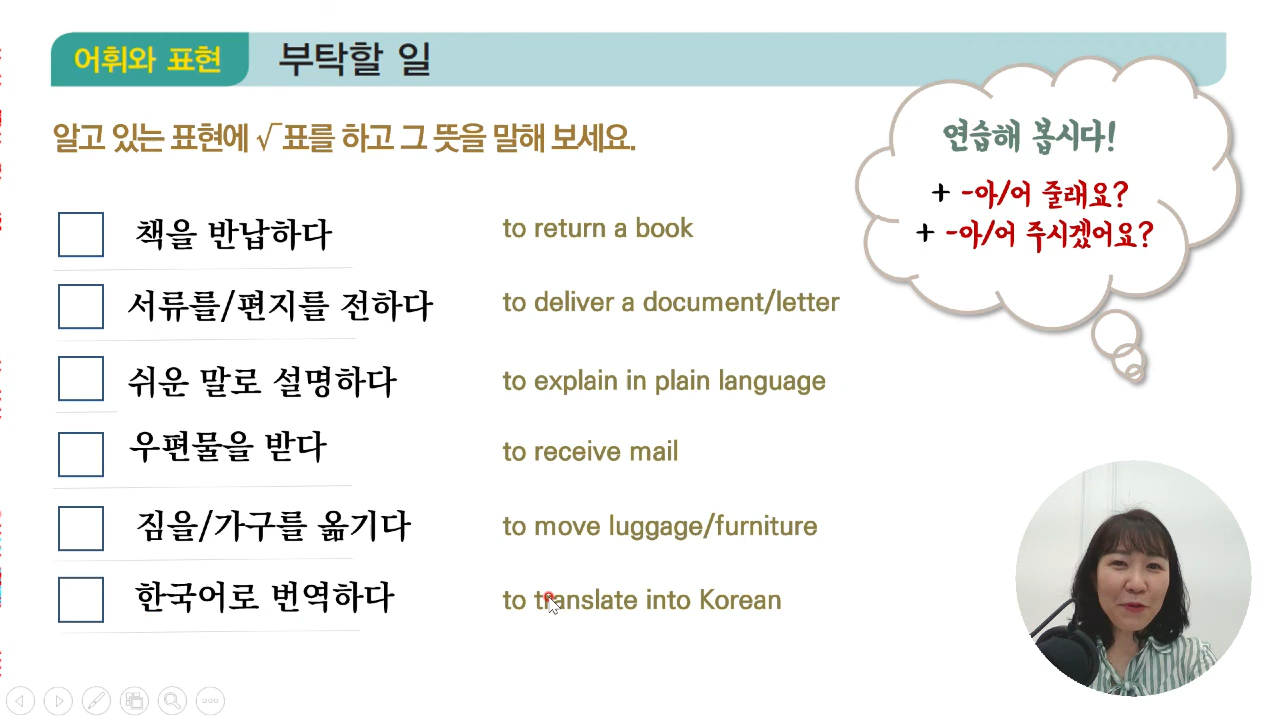 어휘와 표현 부탁할 일
알고 있는 표현에 √표를 하고 그 뜻을 말해 보세요.
연습해 봅시다!
+ -아/어 줄래요?
+ -아/어 주시겠어요?
책을 반납하다 to return a book
서류를/편지를 전하다 to deliver a document/letter
쉬운 말로 설명하다 to explain in plain language
우편물을 받다 to receive mail
짐을/가구를 옮기다 to move luggage/furniture
한국어로 번역하다 to translate into Korean